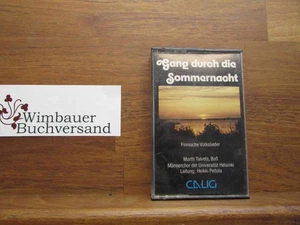 Gang durch die
Sommernacht
Finnische Volkslieder
Martti Talvela, Baß
Männerchor der Universität Helsinki
Leitung: Heikki Peltola
CALIG
Wimbauer
Buchversand